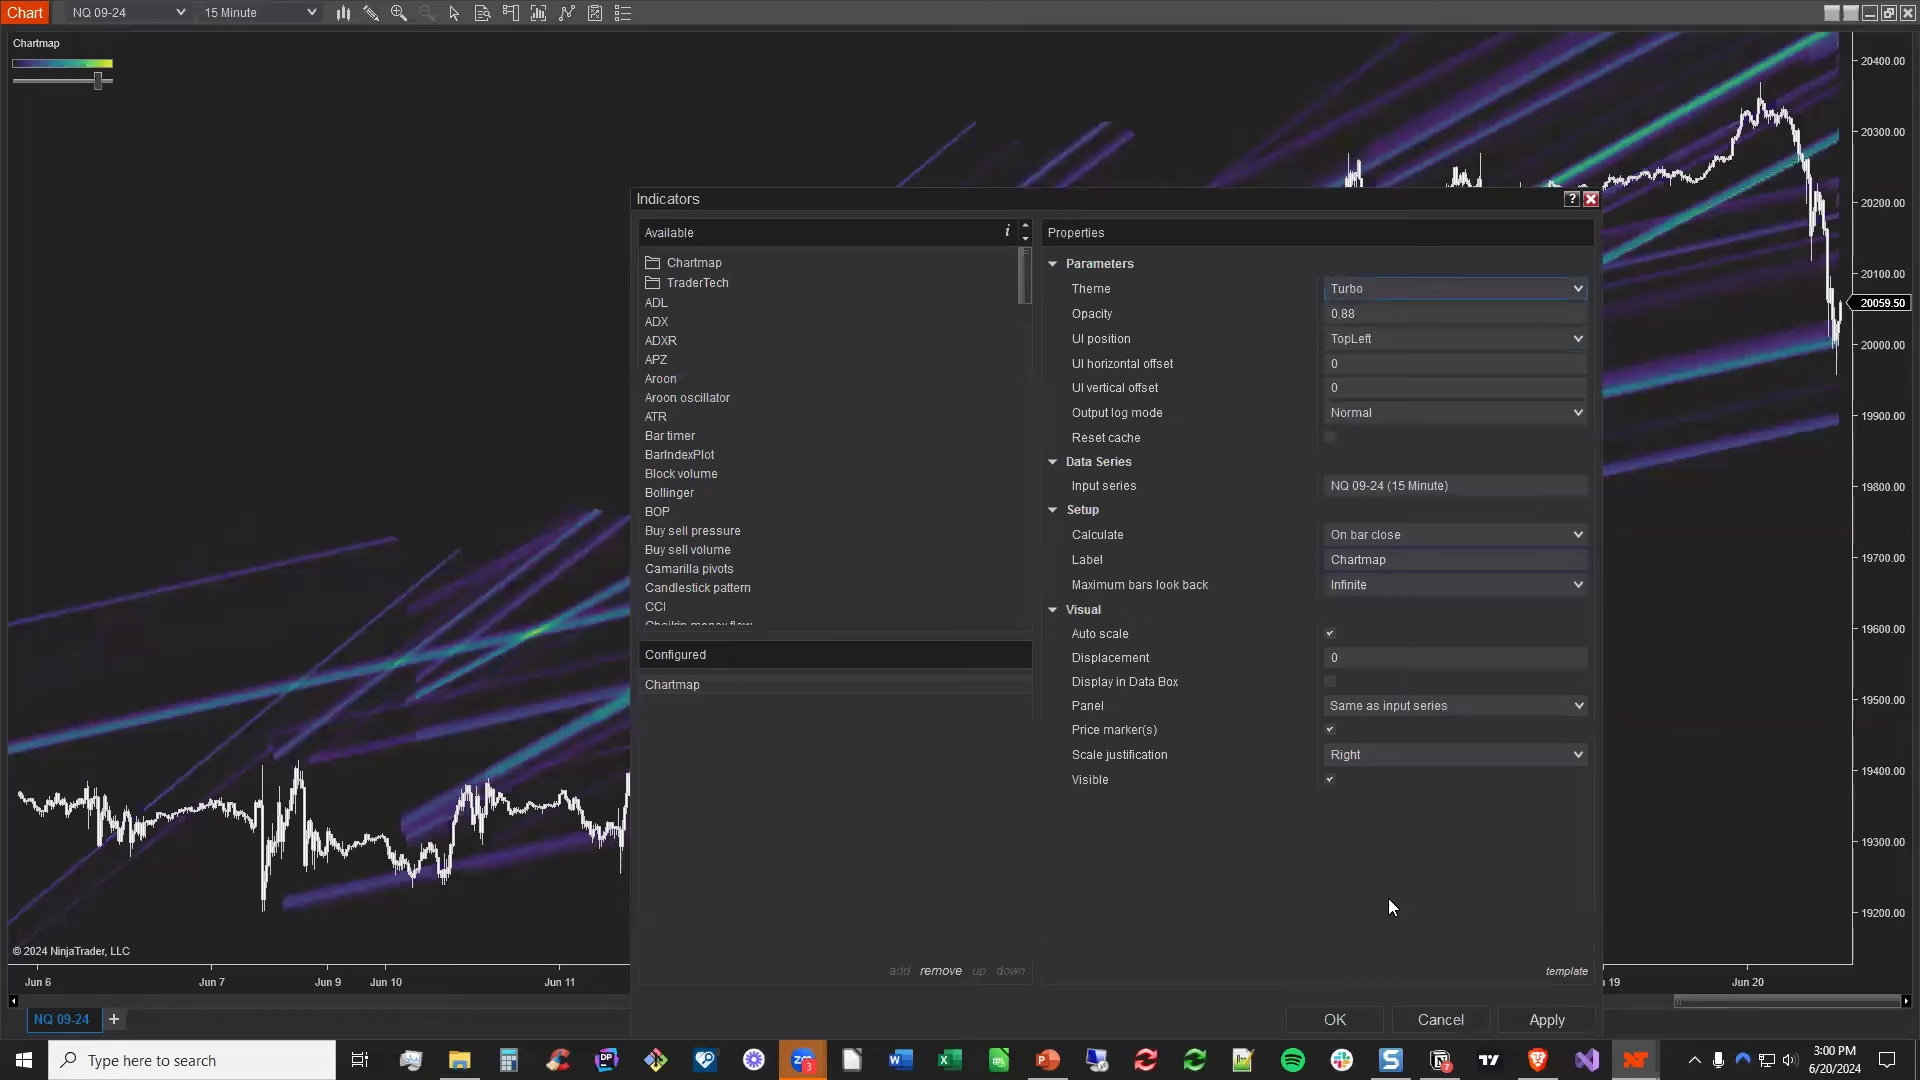 Chart
NQ 09-24
15 Minute
Chartmap
20400.00
20300.00
20200.00
20100.00
20059.50
20000.00
19900.00
19800.00
19700.00
19600.00
19500.00
19400.00
19300.00
19200.00
Indicators
?
Available
i
Chartmap
TraderTech
ADL
ADX
ADXR
APZ
Aroon
Aroon oscillator
ATR
Bar timer
BarIndexPlot
Block volume
Bollinger
BOP
Buy sell pressure
Buy sell volume
Camarilla pivots
Candlestick pattern
CCI
Chaikin money flow
Configured
Chartmap
add remove up down
Properties
Parameters
Theme Turbo
Opacity 0.88
UI position TopLeft
UI horizontal offset 0
UI vertical offset 0
Output log mode Normal
Reset cache
Data Series
Input series NQ 09-24 (15 Minute)
Setup
Calculate On bar close
Label Chartmap
Maximum bars look back Infinite
Visual
Auto scale
Displacement 0
Display in Data Box
Panel Same as input series
Price marker(s)
Scale justification Right
Visible
template
OK Cancel Apply
© 2024 NinjaTrader, LLC
Jun 6 Jun 7 Jun 9 Jun 10 Jun 11 19 Jun 20
NQ 09-24 +
Type here to search
3:00 PM
6/20/2024